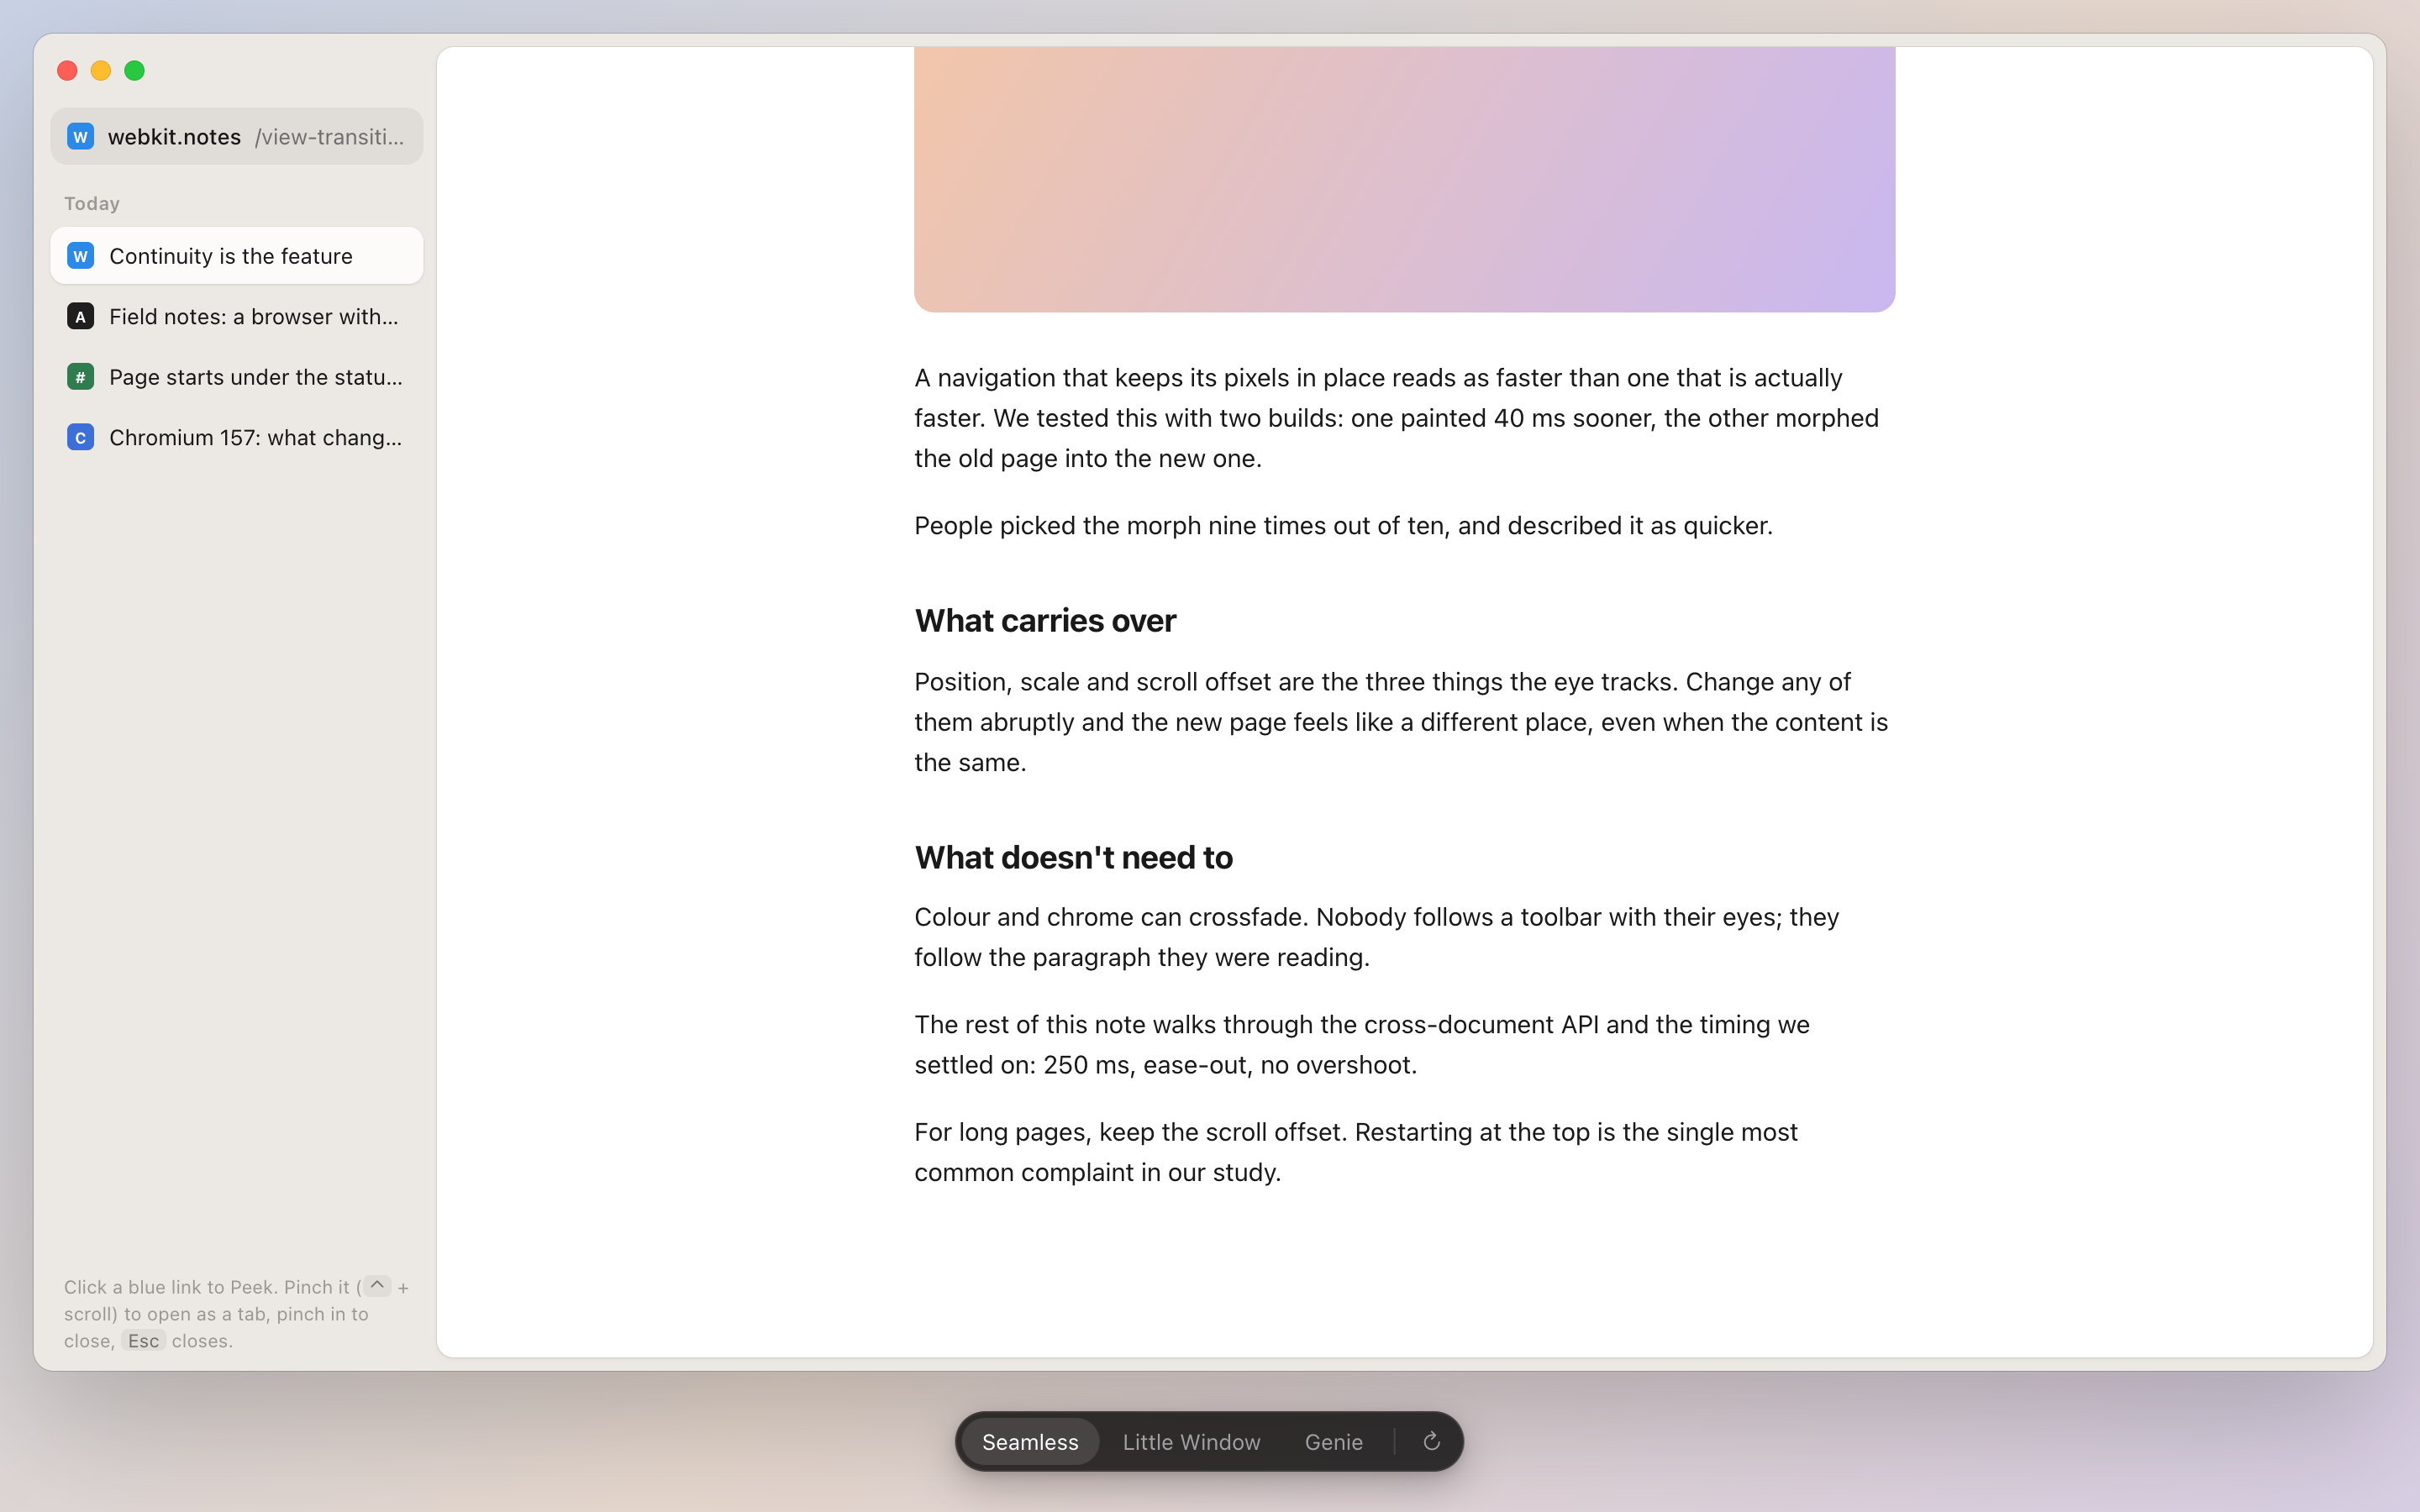 W webkit.notes /view-transiti...
Today
W Continuity is the feature
A Field notes: a browser with...
# Page starts under the statu...
C Chromium 157: what chang...
Click a blue link to Peek. Pinch it (^ +
scroll) to open as a tab, pinch in to
close, Esc closes.
A navigation that keeps its pixels in place reads as faster than one that is actually
faster. We tested this with two builds: one painted 40 ms sooner, the other morphed
the old page into the new one.
People picked the morph nine times out of ten, and described it as quicker.
What carries over
Position, scale and scroll offset are the three things the eye tracks. Change any of
them abruptly and the new page feels like a different place, even when the content is
the same.
What doesn't need to
Colour and chrome can crossfade. Nobody follows a toolbar with their eyes; they
follow the paragraph they were reading.
The rest of this note walks through the cross-document API and the timing we
settled on: 250 ms, ease-out, no overshoot.
For long pages, keep the scroll offset. Restarting at the top is the single most
common complaint in our study.
Seamless Little Window Genie